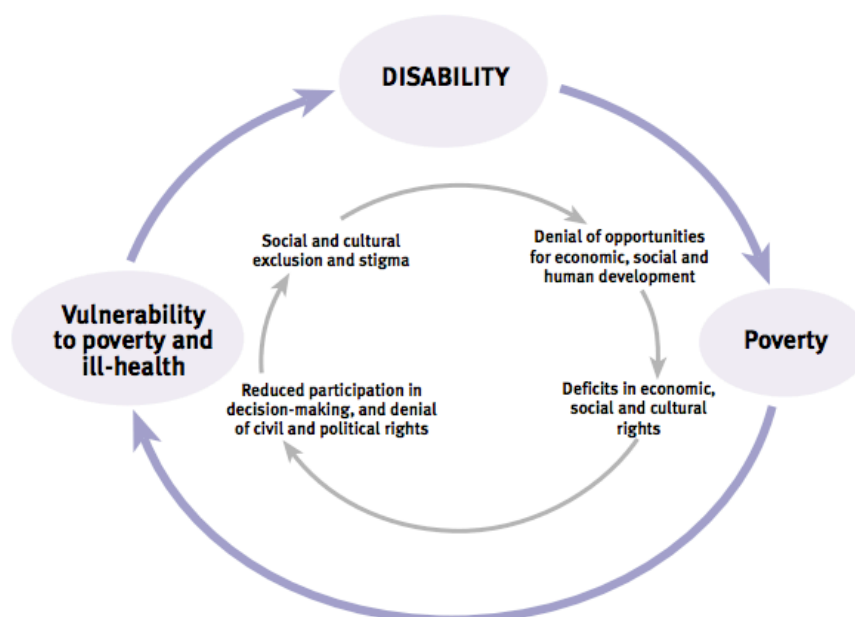 DISABILITY
Social and cultural
exclusion and stigma
Denial of opportunities
for economic, social and
human development
Vulnerability
to poverty and
ill-health
Poverty
Reduced participation in
decision-making, and denial
of civil and political rights
Deficits in economic,
social and cultural
rights